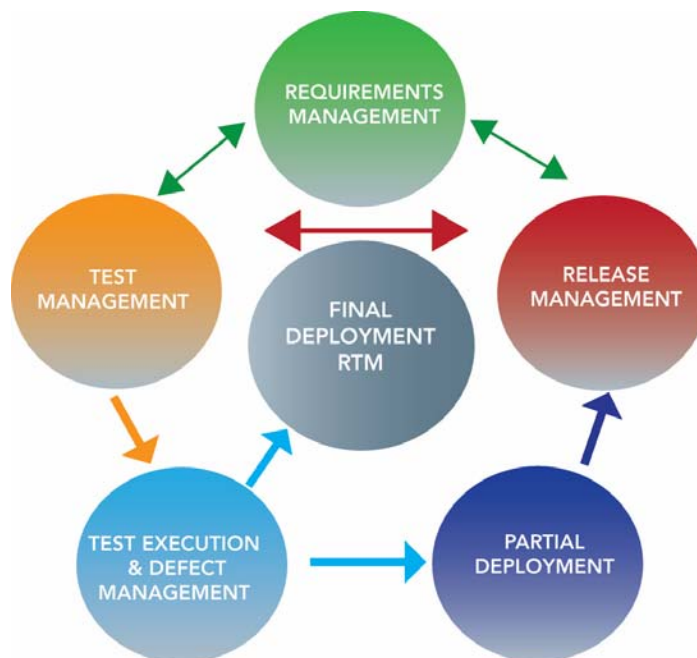 REQUIREMENTS
MANAGEMENT
TEST
MANAGEMENT
RELEASE
MANAGEMENT
FINAL
DEPLOYMENT
RTM
TEST EXECUTION
& DEFECT
MANAGEMENT
PARTIAL
DEPLOYMENT